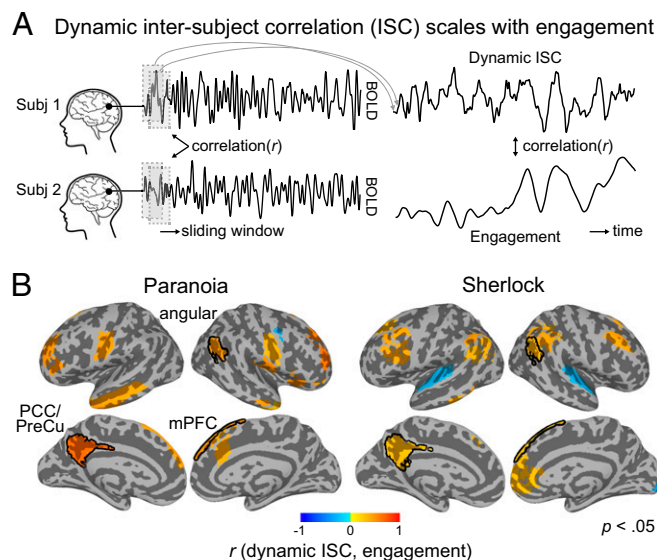 A Dynamic inter-subject correlation (ISC) scales with engagement
Dynamic ISC
Subj 1
BOLD
correlation(r)
correlation(r)
Subj 2
BOLD
sliding window
Engagement
time
B
Paranoia
Sherlock
angular
PCC/
PreCu
mPFC
-1 0 1
p < .05
r (dynamic ISC, engagement)